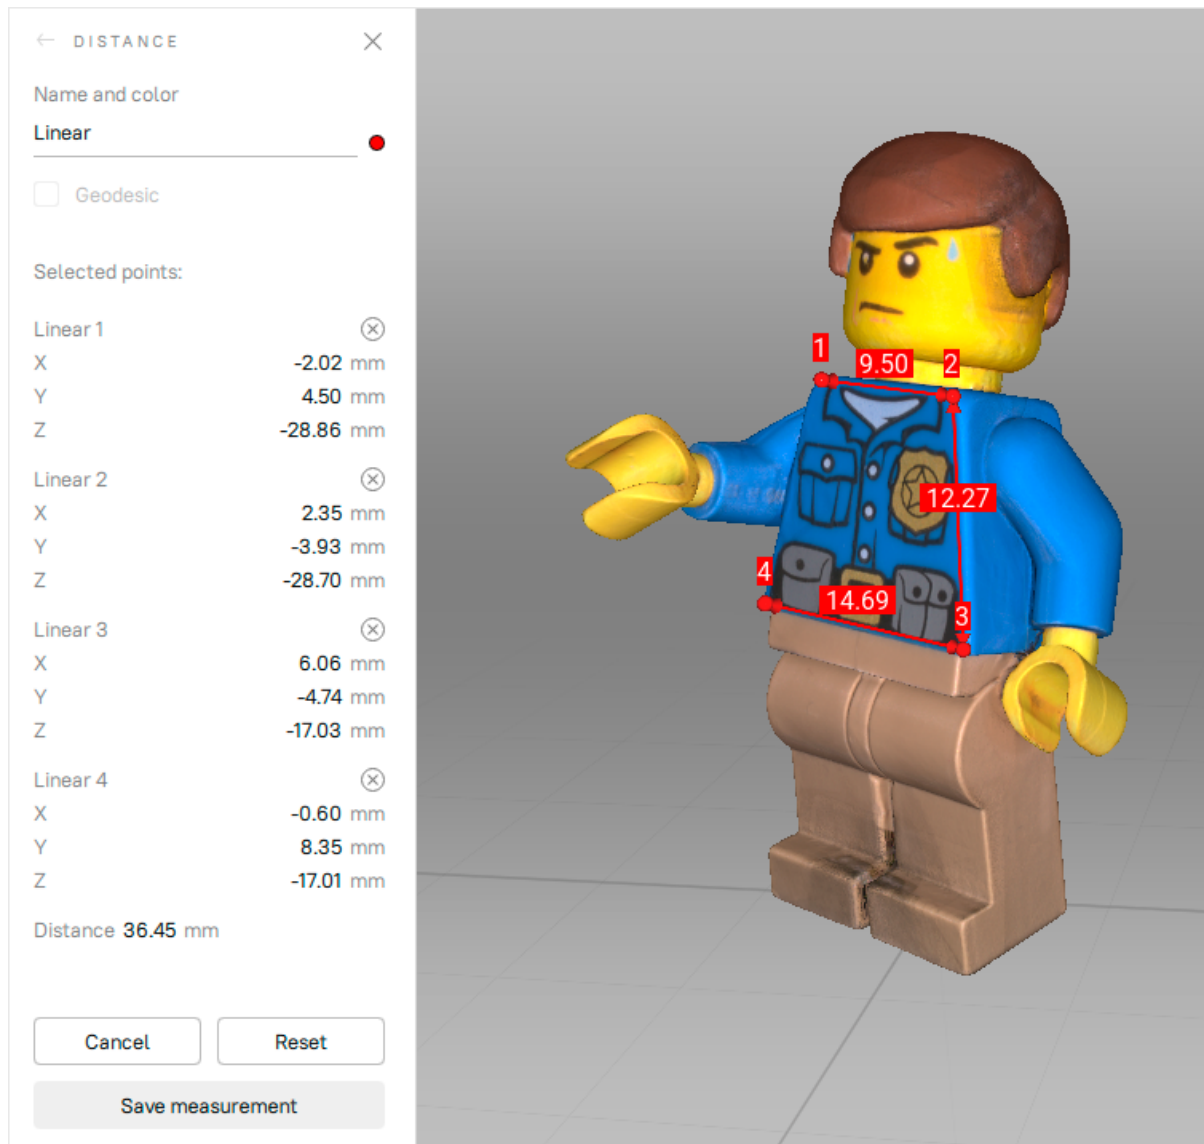 DISTANCE
Name and color
Linear
Geodesic
Selected points:
Linear 1
X -2.02 mm
Y 4.50 mm
Z -28.86 mm
Linear 2
X 2.35 mm
Y -3.93 mm
Z -28.70 mm
Linear 3
X 6.06 mm
Y -4.74 mm
Z -17.03 mm
Linear 4
X -0.60 mm
Y 8.35 mm
Z -17.01 mm
Distance 36.45 mm
Cancel Reset
Save measurement
1 9.50 2
12.27
4 14.69 3